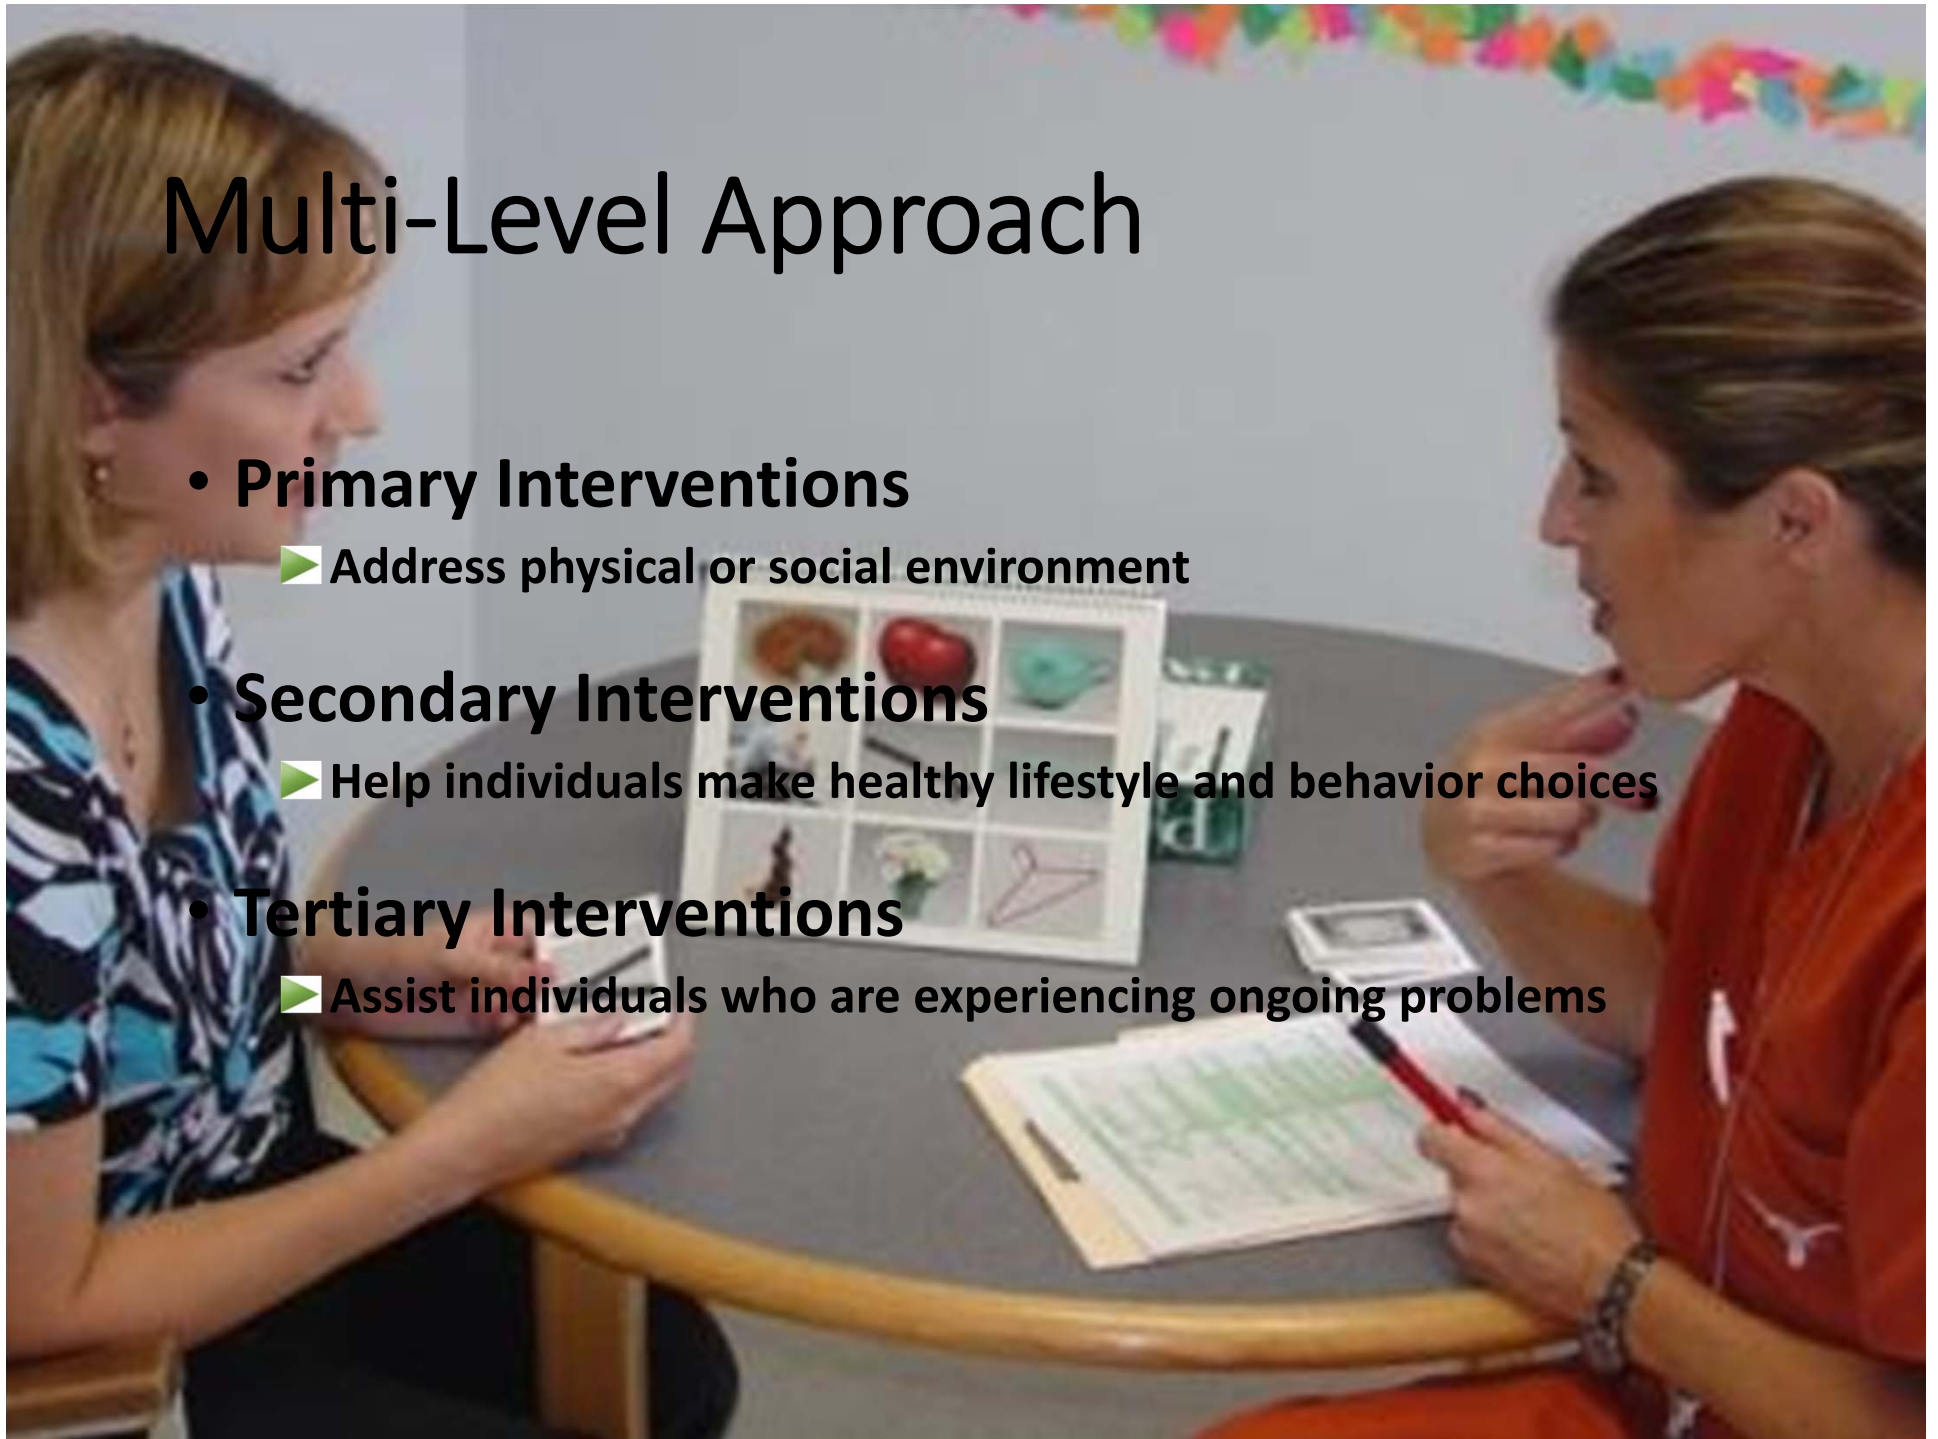 Multi-Level Approach
• Primary Interventions
Address physical or social environment
• Secondary Interventions
Help individuals make healthy lifestyle and behavior choices
• Tertiary Interventions
Assist individuals who are experiencing ongoing problems